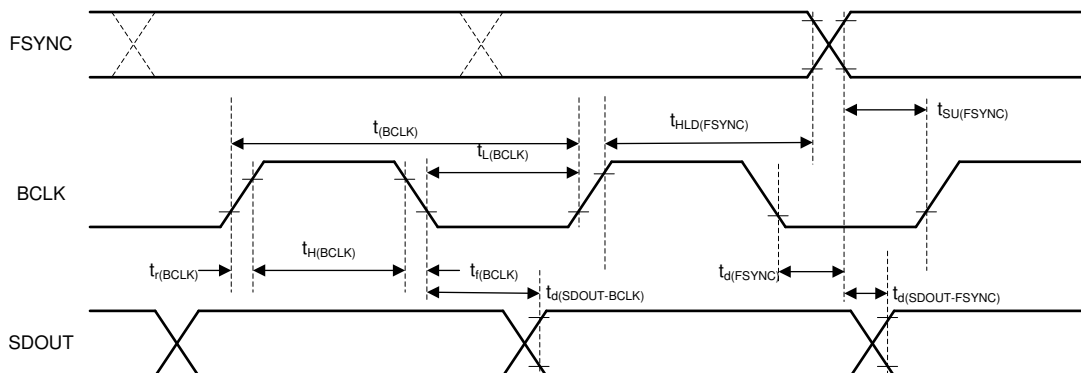 FSYNC
t(BCLK)
tHLD(FSYNC)
tSU(FSYNC)
tL(BCLK)
BCLK
tr(BCLK)
tH(BCLK)
tf(BCLK)
td(FSYNC)
td(SDOUT-BCLK)
td(SDOUT-FSYNC)
SDOUT